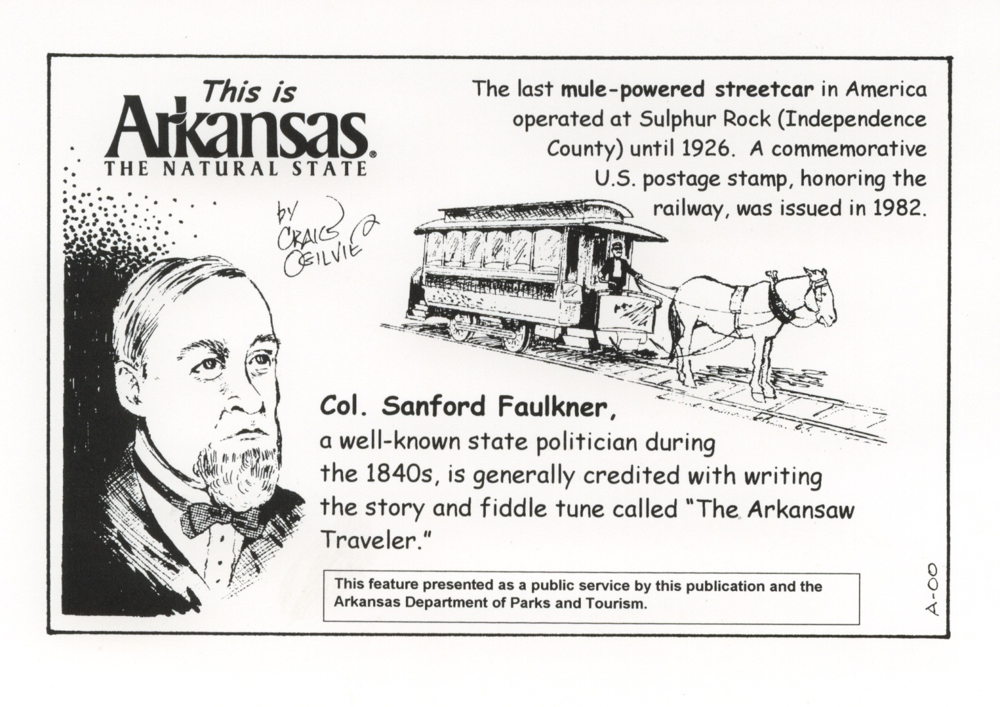 This is
Arkansas®
THE NATURAL STATE
by
CRAIG
OGILVIE
The last mule-powered streetcar in America
operated at Sulphur Rock (Independence
County) until 1926. A commemorative
U.S. postage stamp, honoring the
railway, was issued in 1982.
Col. Sanford Faulkner,
a well-known state politician during
the 1840s, is generally credited with writing
the story and fiddle tune called "The Arkansaw
Traveler."
This feature presented as a public service by this publication and the
Arkansas Department of Parks and Tourism.
A-00